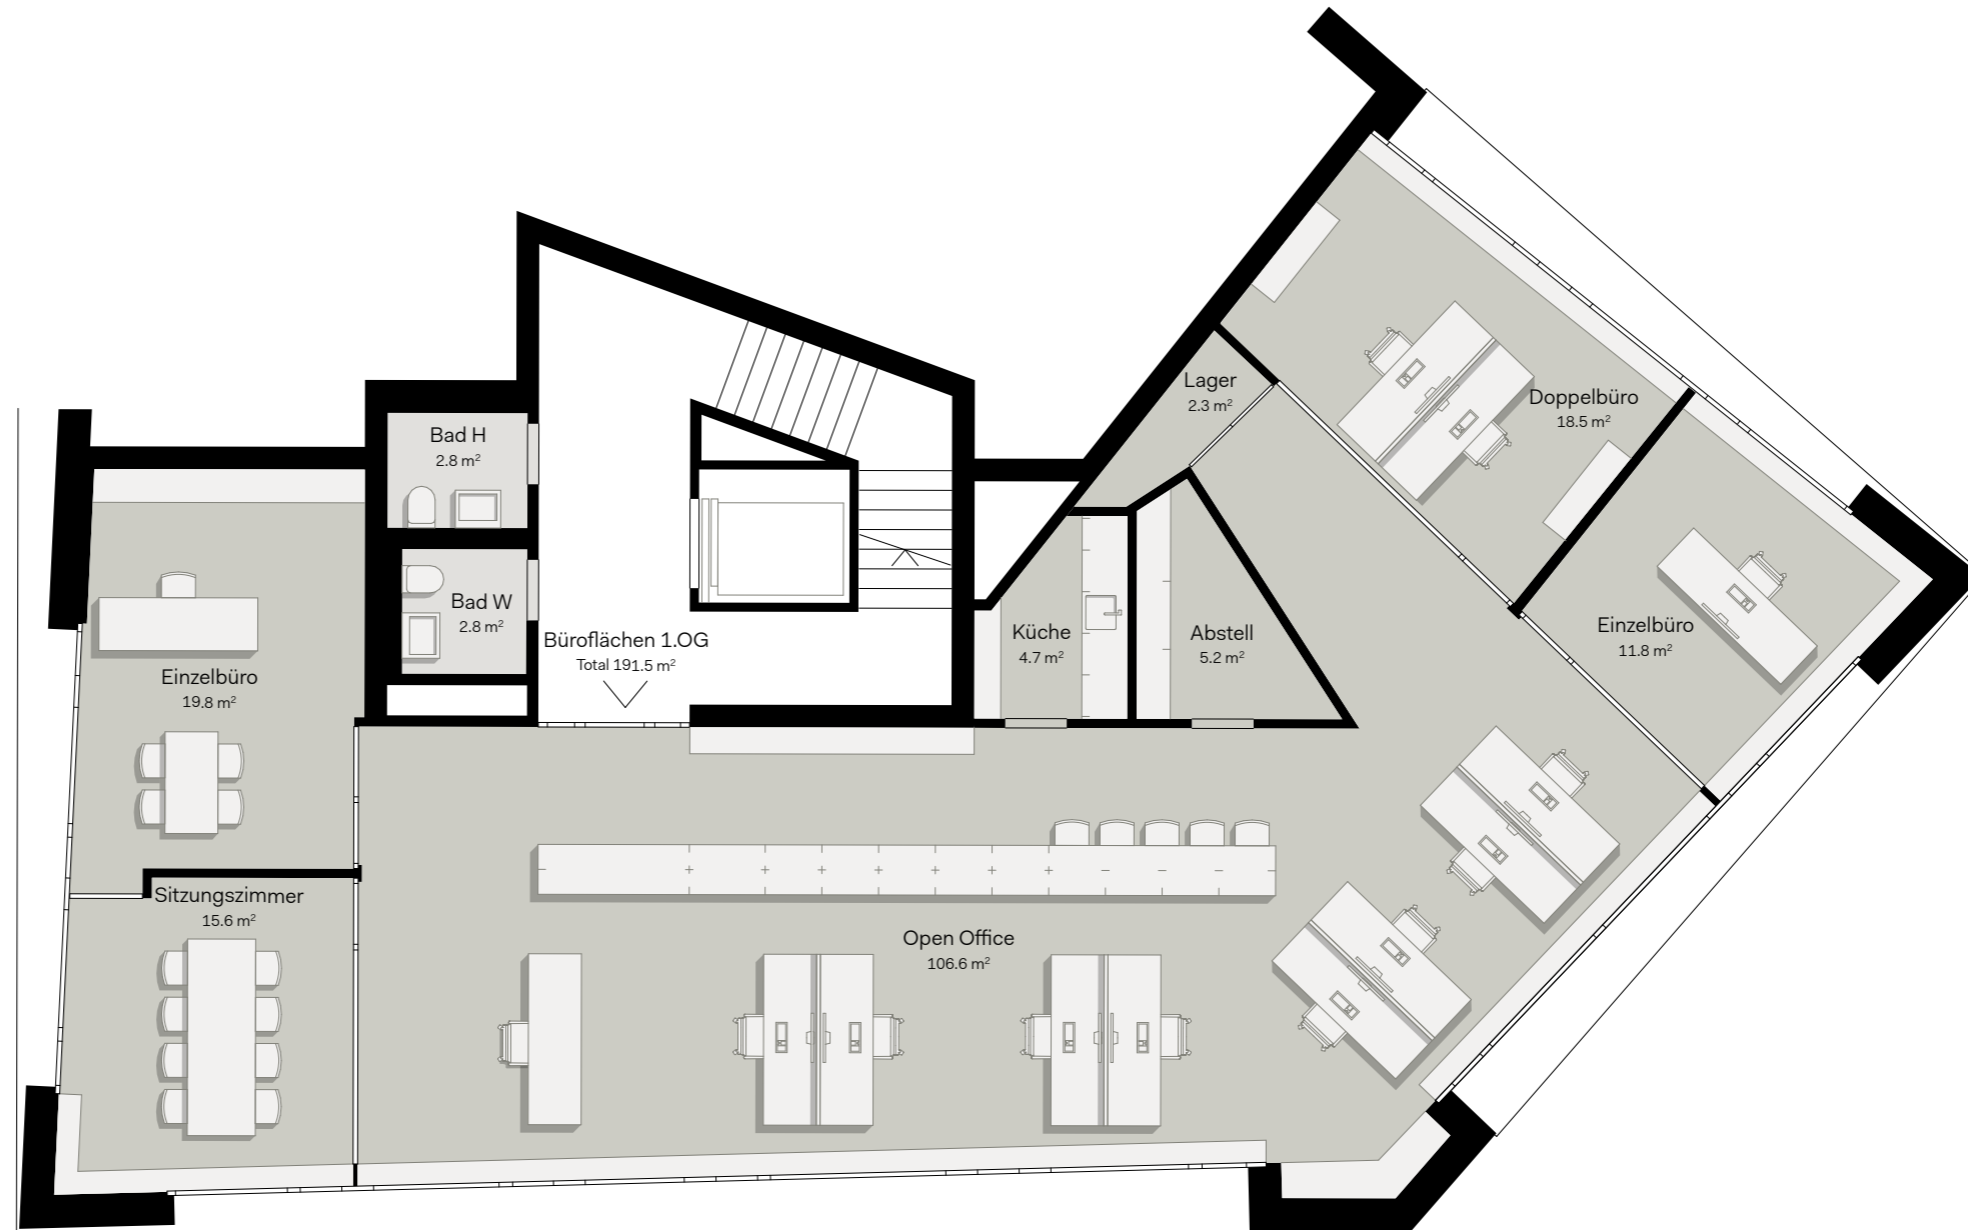 Lager
2.3 m²
Doppelbüro
18.5 m²
Bad H
2.8 m²
Bad W
2.8 m²
Büroflächen 1.OG
Total 191.5 m²
Küche
4.7 m²
Abstell
5.2 m²
Einzelbüro
11.8 m²
Einzelbüro
19.8 m²
Sitzungszimmer
15.6 m²
Open Office
106.6 m²